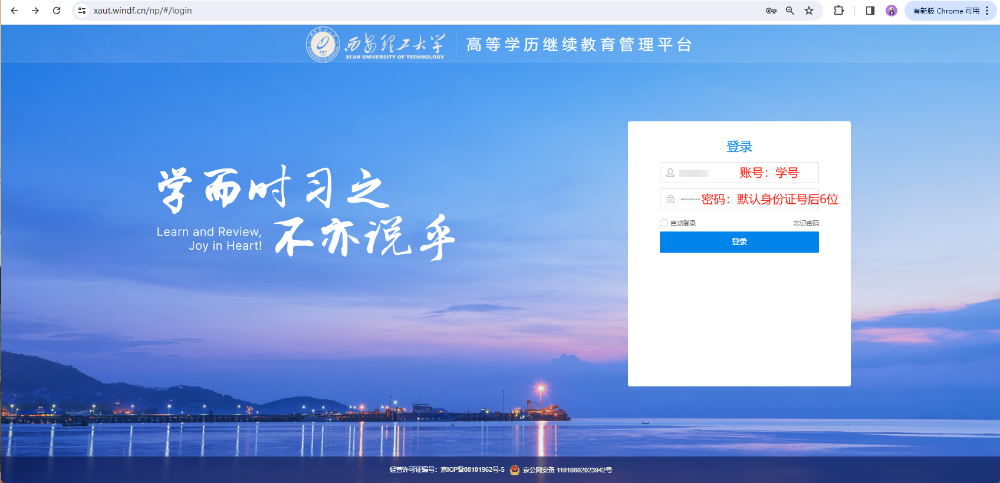 xaut.windf.cn/np/#/login
有新版 Chrome 可用
西安理工大学
XI'AN UNIVERSITY OF TECHNOLOGY
高等学历继续教育管理平台
XUT
登录
账号：学号
密码：默认身份证号后6位
自动登录
忘记密码
登录
学而时习之
不亦说乎
Learn and Review,
Joy in Heart!
经营许可证编号：京ICP备08101962号-5
京公网安备 11010802023942号